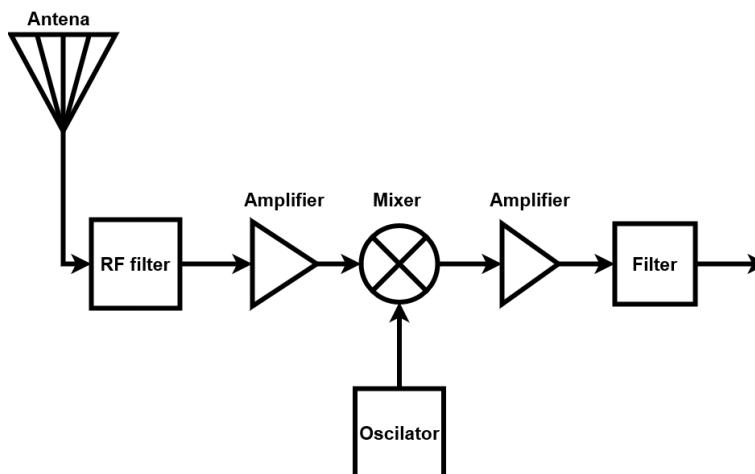 Antena
Amplifier
Mixer
Amplifier
RF filter
Filter
Oscilator